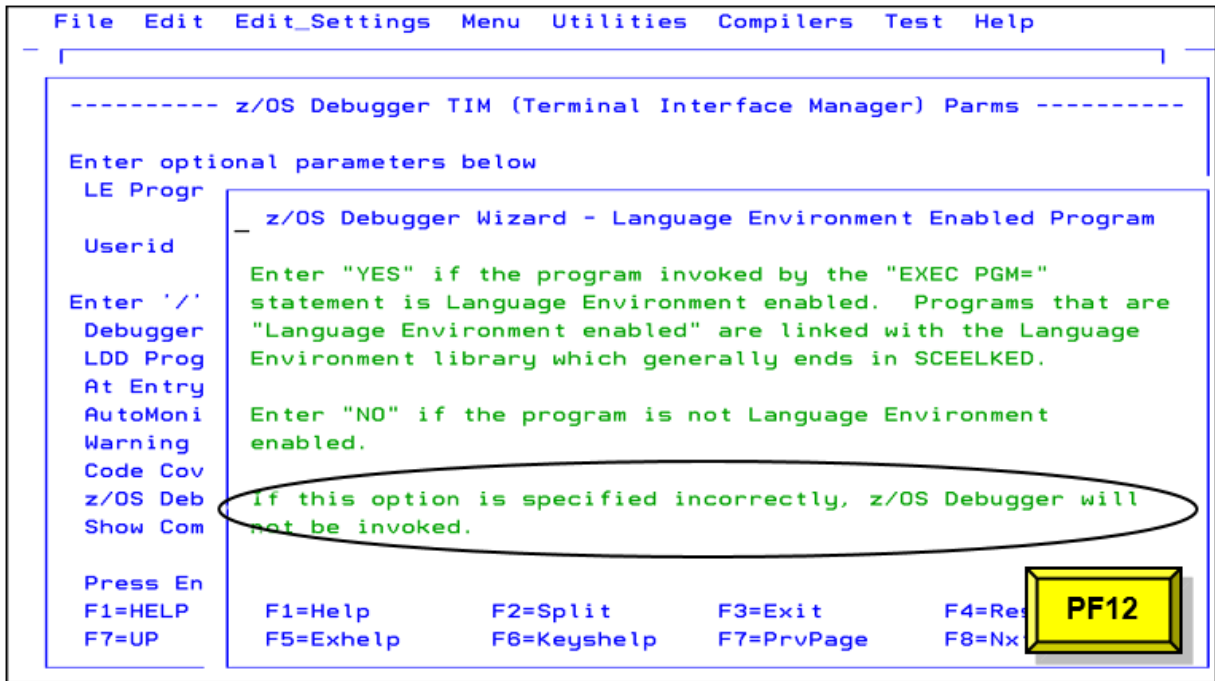 File Edit Edit_Settings Menu Utilities Compilers Test Help
---------- z/OS Debugger TIM (Terminal Interface Manager) Parms ----------
Enter optional parameters below
LE Progr
_ z/OS Debugger Wizard - Language Environment Enabled Program
Userid
Enter "YES" if the program invoked by the "EXEC PGM="
Enter '/' statement is Language Environment enabled. Programs that are
Debugger "Language Environment enabled" are linked with the Language
LDD Prog Environment library which generally ends in SCEELKED.
At Entry
AutoMoni Enter "NO" if the program is not Language Environment
Warning enabled.
Code Cov
z/OS Deb If this option is specified incorrectly, z/OS Debugger will
Show Com not be invoked.
Press En
F1=HELP F1=Help F2=Split F3=Exit F4=Res
F7=UP F5=Exhelp F6=Keyshelp F7=PrvPage F8=Nx
PF12